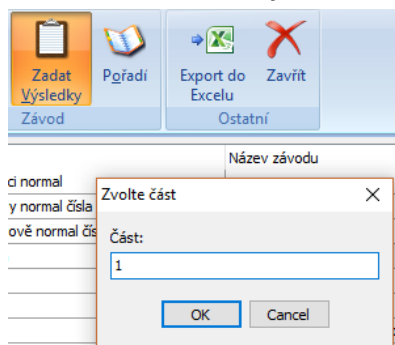 Zadat
Výsledky
Pořadí
Export do
Excelu
Zavřít
Závod
Ostatní
Název závodu
ci normal
y normal čísla
ově normal čís
Zvolte část
Část:
1
OK
Cancel